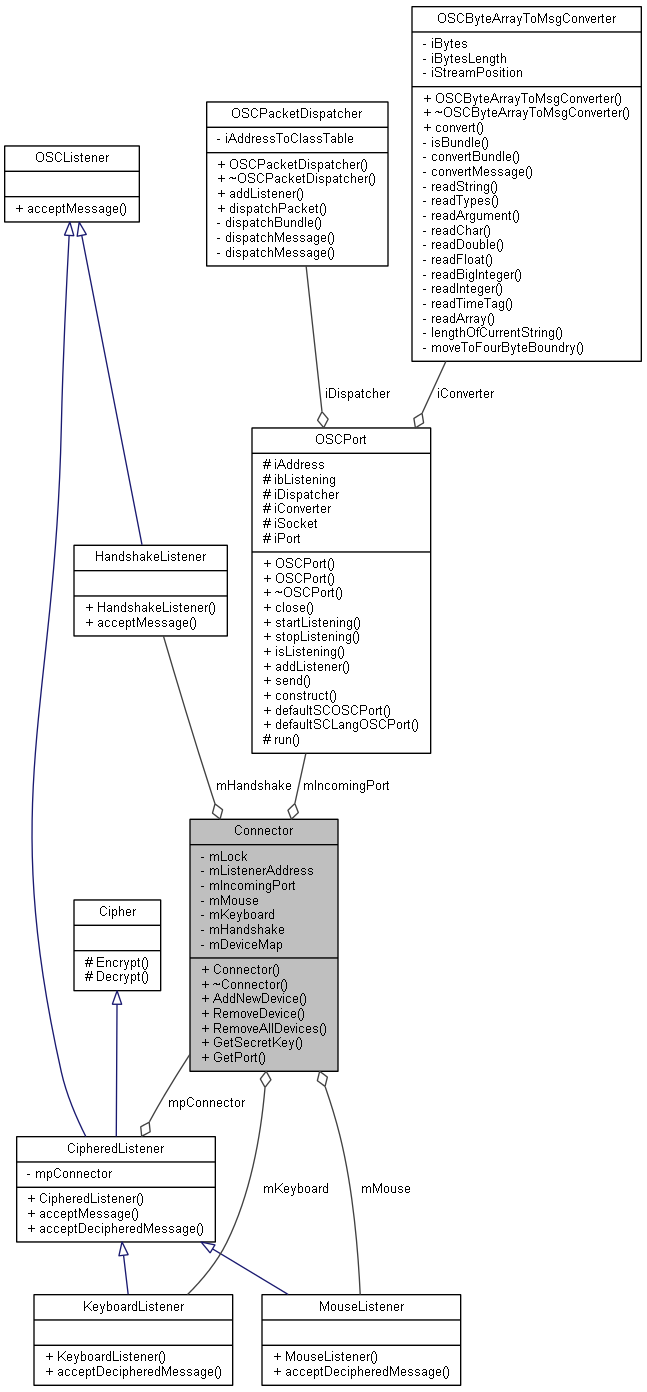 OSCByteArrayToMsgConverter
- iBytes
- iBytesLength
- iStreamPosition
+ OSCByteArrayToMsgConverter()
+ ~OSCByteArrayToMsgConverter()
+ convert()
- isBundle()
- convertBundle()
- convertMessage()
- readString()
- readTypes()
- readArgument()
- readChar()
- readDouble()
- readFloat()
- readBigInteger()
- readInteger()
- readTimeTag()
- readArray()
- lengthOfCurrentString()
- moveToFourByteBoundry()
OSCPacketDispatcher
- iAddressToClassTable
+ OSCPacketDispatcher()
+ ~OSCPacketDispatcher()
+ addListener()
+ dispatchPacket()
- dispatchBundle()
- dispatchMessage()
- dispatchMessage()
OSCListener
+ acceptMessage()
iDispatcher
iConverter
OSCPort
# iAddress
# ibListening
# iDispatcher
# iConverter
# iSocket
# iPort
+ OSCPort()
+ OSCPort()
+ ~OSCPort()
+ close()
+ startListening()
+ stopListening()
+ isListening()
+ addListener()
+ send()
+ construct()
+ defaultSCOSCPort()
+ defaultSCLangOSCPort()
# run()
HandshakeListener
+ HandshakeListener()
+ acceptMessage()
mHandshake
mIncomingPort
Connector
- mLock
- mListenerAddress
- mIncomingPort
- mMouse
- mKeyboard
- mHandshake
- mDeviceMap
+ Connector()
+ ~Connector()
+ AddNewDevice()
+ RemoveDevice()
+ RemoveAllDevices()
+ GetSecretKey()
+ GetPort()
Cipher
# Encrypt()
# Decrypt()
mpConnector
CipheredListener
- mpConnector
+ CipheredListener()
+ acceptMessage()
+ acceptDecipheredMessage()
mKeyboard
mMouse
KeyboardListener
+ KeyboardListener()
+ acceptDecipheredMessage()
MouseListener
+ MouseListener()
+ acceptDecipheredMessage()